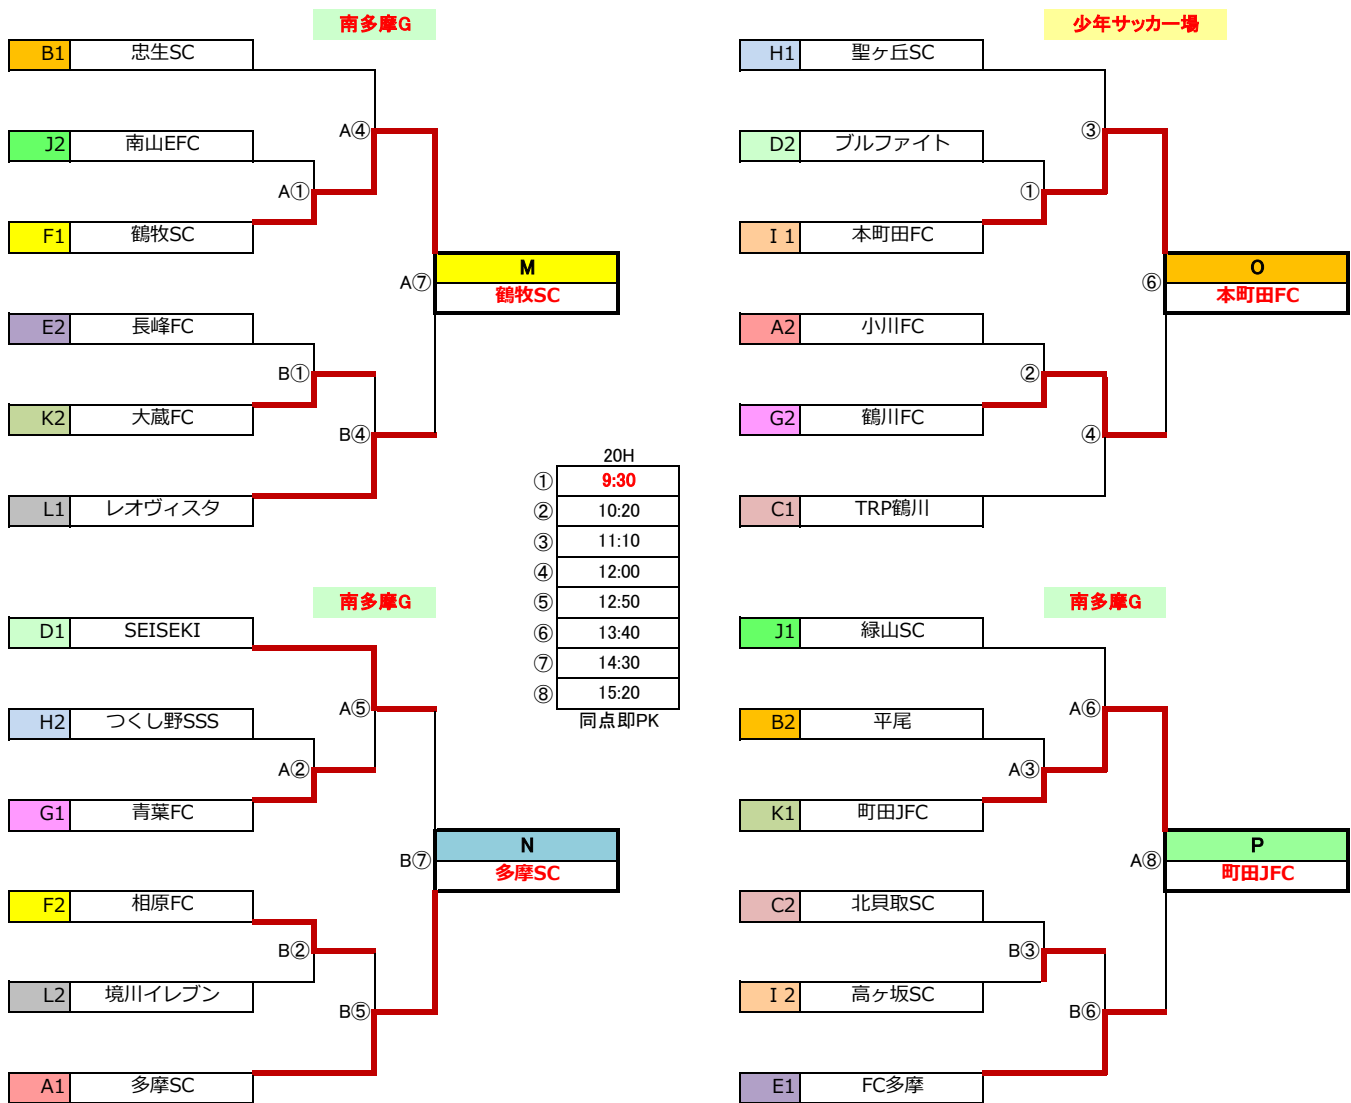 南多摩G
B1 忠生SC
A④
J2 南山EFC
A①
F1 鶴牧SC
A⑦
M
鶴牧SC
E2 長峰FC
B①
K2 大蔵FC
B④
L1 レオヴィスタ
少年サッカー場
H1 聖ヶ丘SC
③
D2 ブルファイト
①
I 1 本町田FC
⑥
O
本町田FC
A2 小川FC
②
G2 鶴川FC
④
C1 TRP鶴川
20H
① 9:30
② 10:20
③ 11:10
④ 12:00
⑤ 12:50
⑥ 13:40
⑦ 14:30
⑧ 15:20
同点即PK
南多摩G
D1 SEISEKI
A⑤
H2 つくし野SSS
A②
G1 青葉FC
B⑦
N
多摩SC
F2 相原FC
B②
L2 境川イレブン
B⑤
A1 多摩SC
南多摩G
J1 緑山SC
A⑥
B2 平尾
A③
K1 町田JFC
A⑧
P
町田JFC
C2 北貝取SC
B③
I 2 高ヶ坂SC
B⑥
E1 FC多摩